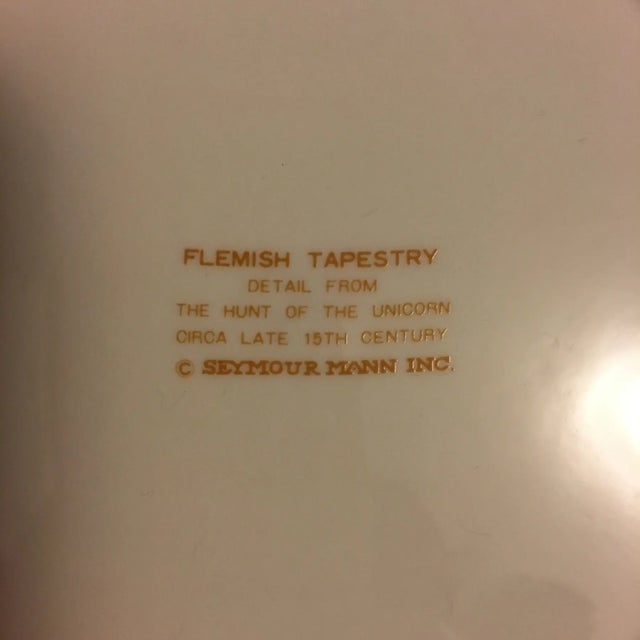 FLEMISH TAPESTRY
DETAIL FROM
THE HUNT OF THE UNICORN
CIRCA LATE 15TH CENTURY
© SEYMOUR MANN INC.